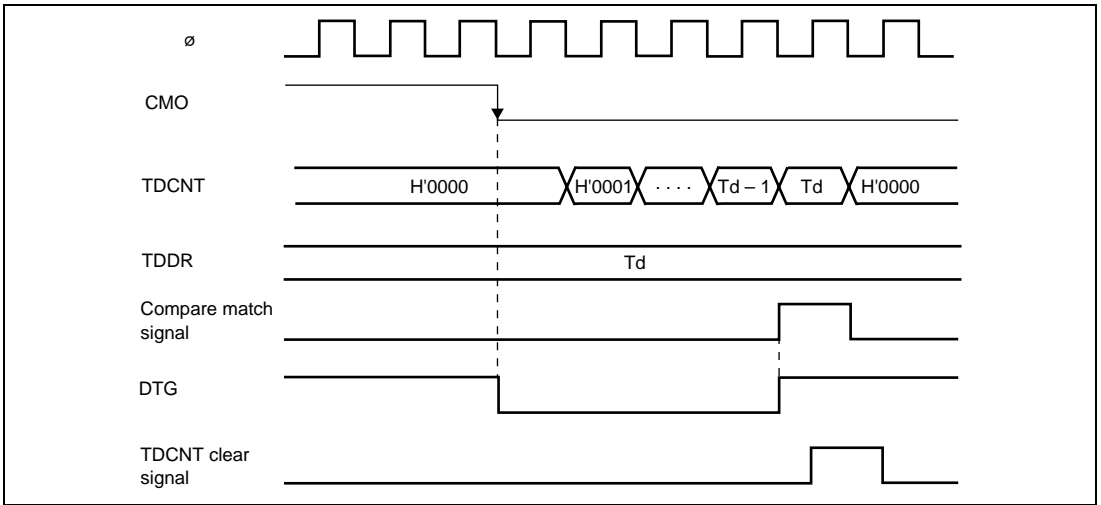 ø
CMO
TDCNT
H'0000
H'0001
. . . .
Td – 1
Td
H'0000
TDDR
Td
Compare match
signal
DTG
TDCNT clear
signal